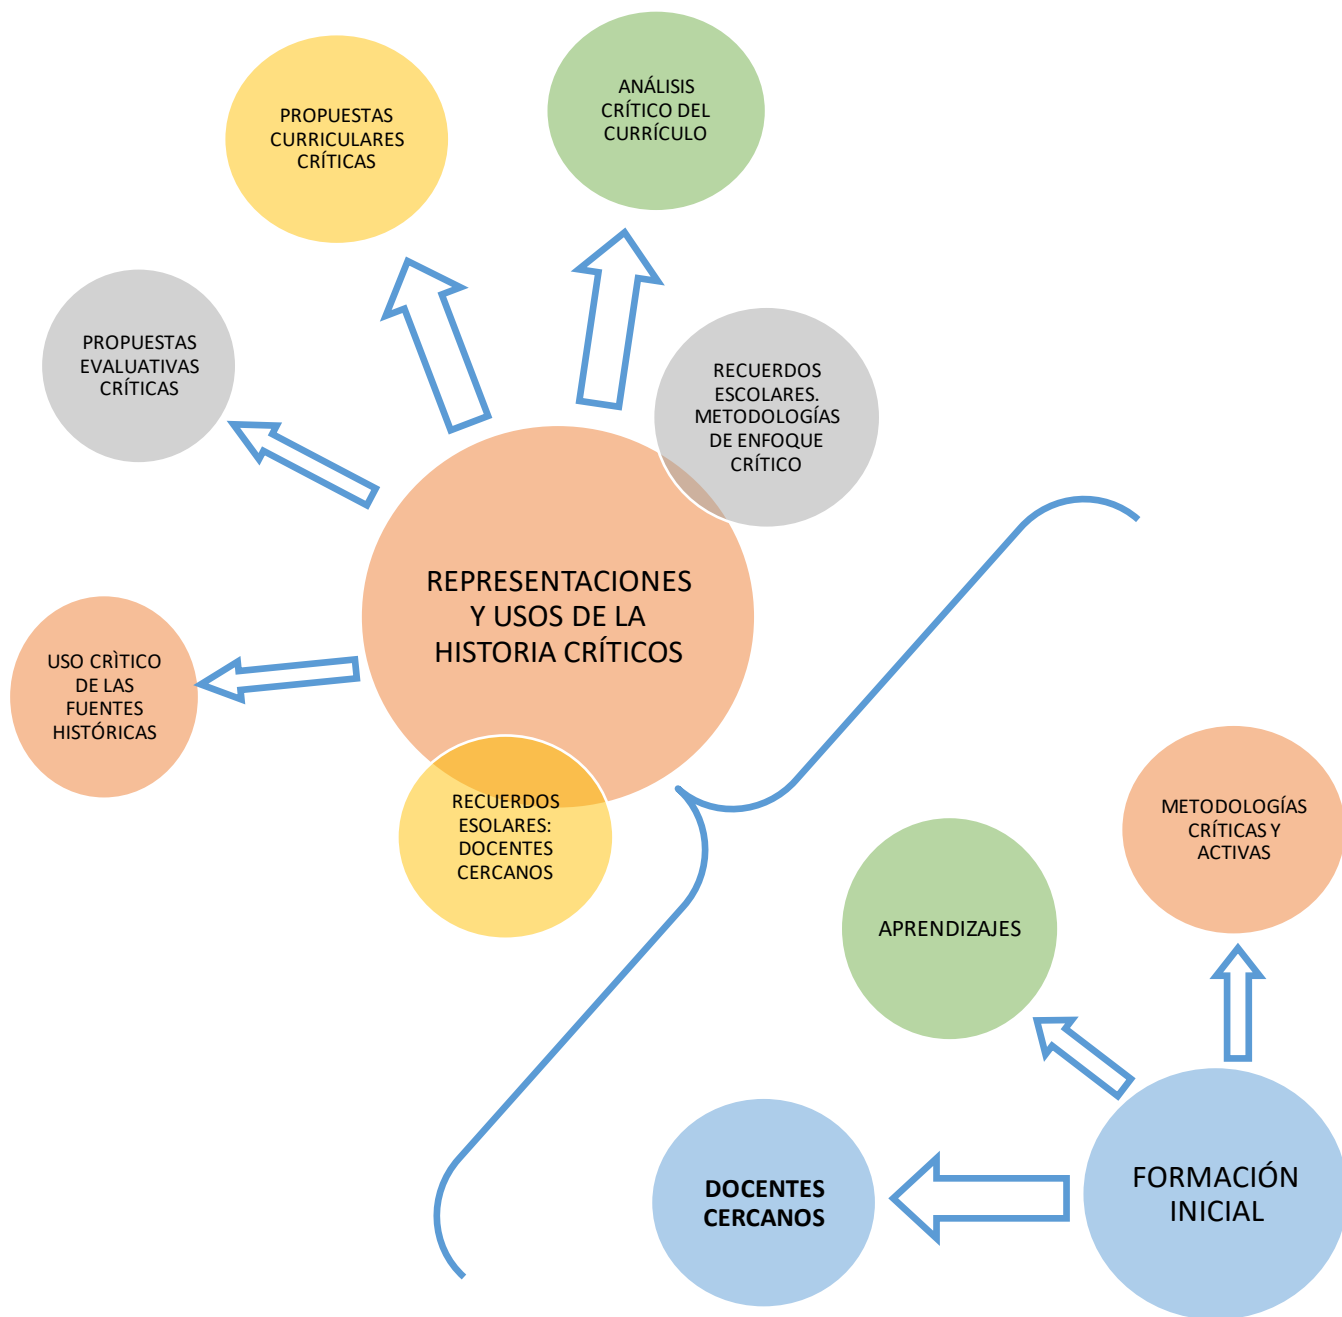 ANÁLISIS
CRÍTICO DEL
CURRÍCULO
PROPUESTAS
CURRICULARES
CRÍTICAS
PROPUESTAS
EVALUATIVAS
CRÍTICAS
RECUERDOS
ESCOLARES.
METODOLOGÍAS
DE ENFOQUE
CRÍTICO
REPRESENTACIONES
Y USOS DE LA
HISTORIA CRÍTICOS
USO CRÌTICO
DE LAS
FUENTES
HISTÓRICAS
RECUERDOS
ESOLARES:
DOCENTES
CERCANOS
METODOLOGÍAS
CRÍTICAS Y
ACTIVAS
APRENDIZAJES
DOCENTES
CERCANOS
FORMACIÓN
INICIAL